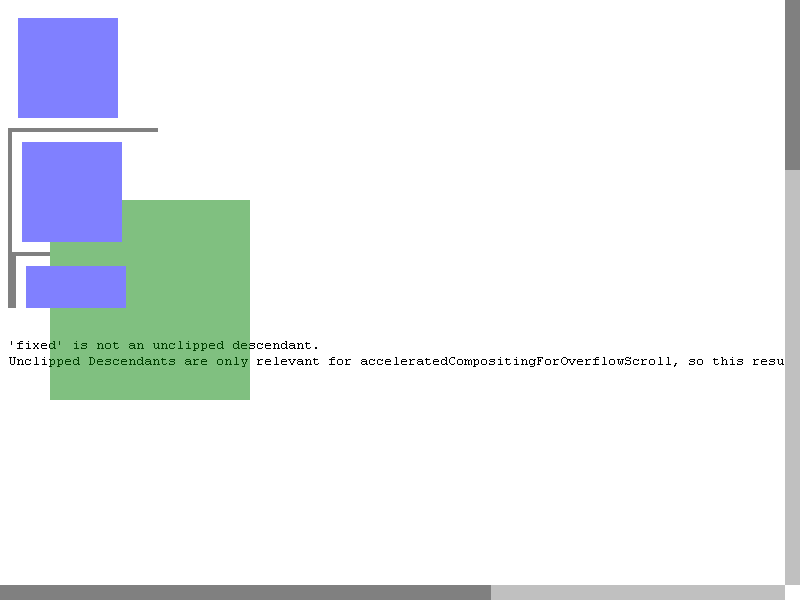 'fixed' is not an unclipped descendant.
Unclipped Descendants are only relevant for acceleratedCompositingForOverflowScroll, so this resu